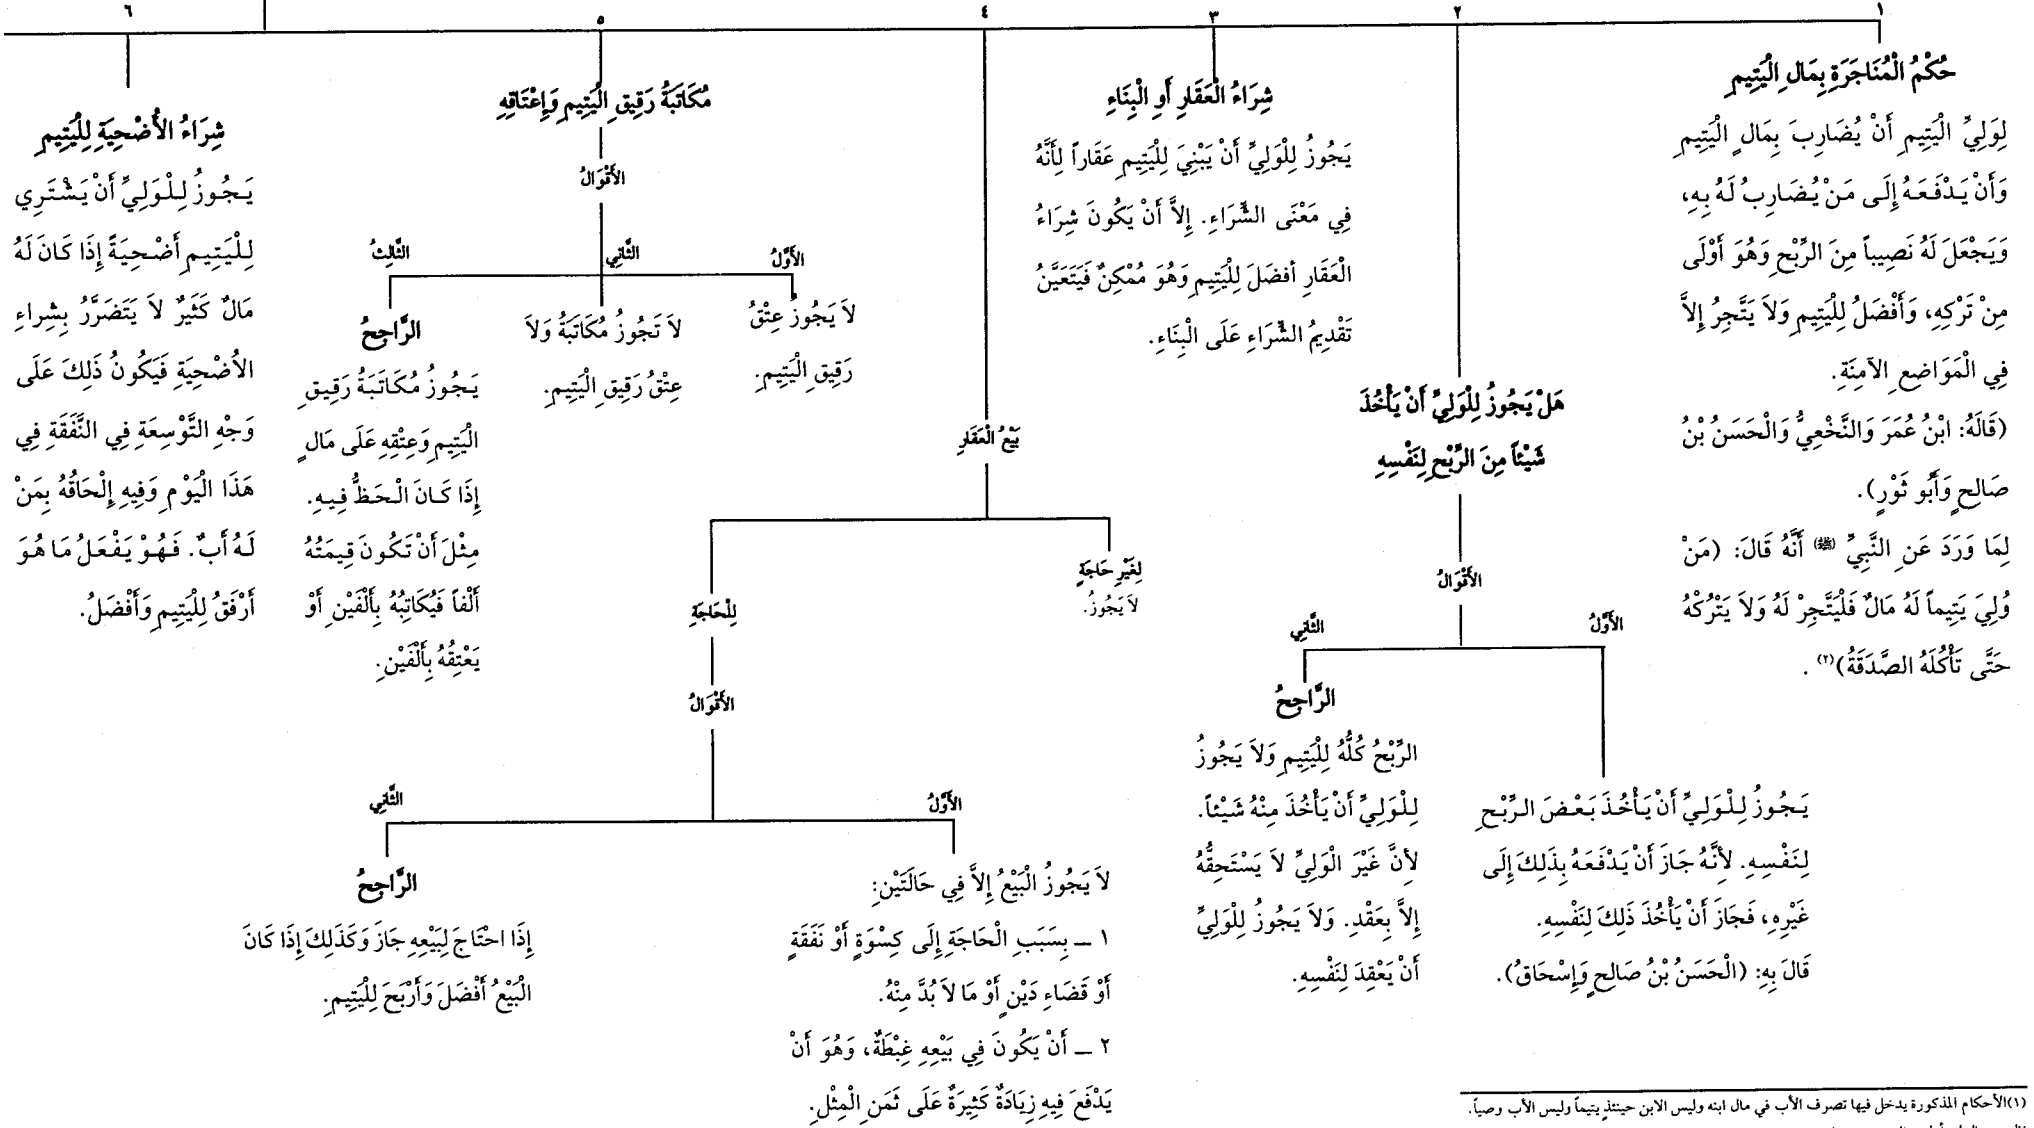 ١
حُكْمُ الْمُتَاجَرَةِ بِمَالِ الْيَتِيمِ
لِوَلِيِّ الْيَتِيمِ أَنْ يُضَارِبَ بِمَالِ الْيَتِيمِ
وَأَنْ يَدْفَعَهُ إِلَى مَنْ يُضَارِبُ لَهُ بِهِ،
وَيَجْعَلَ لَهُ نَصِيباً مِنَ الرِّبْحِ وَهُوَ أَوْلَى
مِنْ تَرْكِهِ، وَأَفْضَلُ لِلْيَتِيمِ وَلاَ يَتَّجِرُ إِلاَّ
فِي الْمَوَاضِعِ الآمِنَةِ.
(قَالَهُ: ابْنُ عُمَرَ وَالنَّخْعِيُّ وَالْحَسَنُ بْنُ
صَالِحٍ وَأَبُو ثَوْرٍ).
لِمَا وَرَدَ عَنِ النَّبِيِّ ﷺ أَنَّهُ قَالَ: (مَنْ
وُلِيَ يَتِيماً لَهُ مَالٌ فَلْيَتَّجِرْ لَهُ وَلاَ يَتْرُكْهُ
حَتَّى تَأْكُلَهُ الصَّدَقَةُ)(٢).
٢
هَلْ يَجُوزُ لِلْوَلِيِّ أَنْ يَأْخُذَ
شَيْئاً مِنَ الرِّبْحِ لِنَفْسِهِ
الأَقْوَالُ
الأَوَّلُ
يَجُوزُ لِلْوَلِيِّ أَنْ يَأْخُذَ بَعْضَ الرِّبْحِ
لِنَفْسِهِ. لأِنَّهُ جَازَ أَنْ يَدْفَعَهُ بِذَلِكَ إِلَى
غَيْرِهِ، فَجَازَ أَنْ يَأْخُذَ ذَلِكَ لِنَفْسِهِ.
قَالَ بِهِ: (الْحَسَنُ بْنُ صَالِحٍ وَإِسْحَاقُ).
الثَّانِي
الرَّاجِحُ
الرِّبْحُ كُلُّهُ لِلْيَتِيمِ وَلاَ يَجُوزُ
لِلْوَلِيِّ أَنْ يَأْخُذَ مِنْهُ شَيْئاً.
لأِنَّ غَيْرَ الْوَلِيِّ لاَ يَسْتَحِقُّهُ
إِلاَّ بِعَقْدِ. وَلاَ يَجُوزُ لِلْوَلِيِّ
أَنْ يَعْقِدَ لِنَفْسِهِ.
٣
شِرَاءُ الْعَقَارِ أَوِ الْبِنَاءِ
يَجُوزُ لِلْوَلِيِّ أَنْ يَبْنِيَ لِلْيَتِيمِ عَقَاراً لِأَنَّهُ
فِي مَعْنَى الشِّرَاءِ. إِلاَّ أَنْ يَكُونَ شِرَاءُ
الْعَقَارِ أفضَلَ لِلْيَتِيمِ وَهُوَ مُمْكِنٌ فَيَتَعَيَّنُ
تَقْدِيمُ الشِّرَاءِ عَلَى الْبِنَاءِ.
٤
بَيْعُ الْعَقَارِ
لِغَيْرِ حَاجَةٍ
لاَ يَجُوزُ.
لِلْحَاجَةِ
الأَقْوَالُ
الأَوَّلُ
لاَ يَجُوزُ الْبَيْعُ إِلاَّ فِي حَالَتَيْنِ:
١ ــ بِسَبَبِ الْحَاجَةِ إِلَى كِسْوَةٍ أَوْ نَفَقَةٍ
أَوْ قَضَاءِ دَيْنٍ أَوْ مَا لاَ بُدَّ مِنْهُ.
٢ ــ أَنْ يَكُونَ فِي بَيْعِهِ غِبْطَةٌ، وَهُوَ أَنْ
يَدْفَعَ فِيهِ زِيَادَةٌ كَثِيرَةٌ عَلَى ثَمَنِ الْمِثْلِ.
الثَّانِي
الرَّاجِحُ
إِذَا احْتَاجَ لِبَيْعِهِ جَازَ وَكَذَلِكَ إِذَا كَانَ
الْبَيْعُ أَفْضَلَ وَأَرْبَحَ لِلْيَتِيمِ.
٥
مُكَاتَبَةُ رَقِيقِ الْيَتِيمِ وَإِعْتَاقِهِ
الأَقْوَالُ
الأَوَّلُ
لاَ يَجُوزُ عِتْقُ
رَقِيقِ الْيَتِيمِ.
الثَّانِي
لاَ تَجُوزُ مُكَاتَبَةُ وَلاَ
عِتْقُ رَقِيقِ الْيَتِيمِ.
الثَّالِثُ
الرَّاجِحُ
يَجُوزُ مُكَاتَبَةُ رَقِيقِ
الْيَتِيمِ وَعِتْقِهِ عَلَى مَالٍ
إِذَا كَانَ الْحَظُّ فِيهِ.
مِثْلَ أَنْ تَكُونَ قِيمَتُهُ
أَلْفاً فَيُكَاتِبُهُ بِأَلْفَيْنِ أَوْ
يَعْتِقُهُ بِأَلْفَيْنِ.
٦
شِرَاءُ الأُضْحِيَةِ لِلْيَتِيمِ
يَجُوزُ لِلْوَلِيِّ أَنْ يَشْتَرِي
لِلْيَتِيمِ أَضْحِيَةً إِذَا كَانَ لَهُ
مَالٌ كَثَيرٌ لاَ يَتَضَرَّرُ بِشِراءِ
الأُضْحِيَةِ فَيَكُونُ ذَلِكَ عَلَى
وَجْهِ التَّوْسِعَةِ فِي النَّفَقَةِ فِي
هَذَا الْيَوْمِ وَفِيهِ إِلْحَاقُهُ بِمَنْ
لَهُ أَبٌ. فَهُوْ يَفْعَلُ مَا هُوَ
أَرْفَقُ لِلْيَتِيمِ وَأَفْضَلُ.
(١) الأحكام المذكورة يدخل فيها تصرف الأب في مال ابنه وليس الابن حينئذٍ يتيماً وليس الأب وصياً.